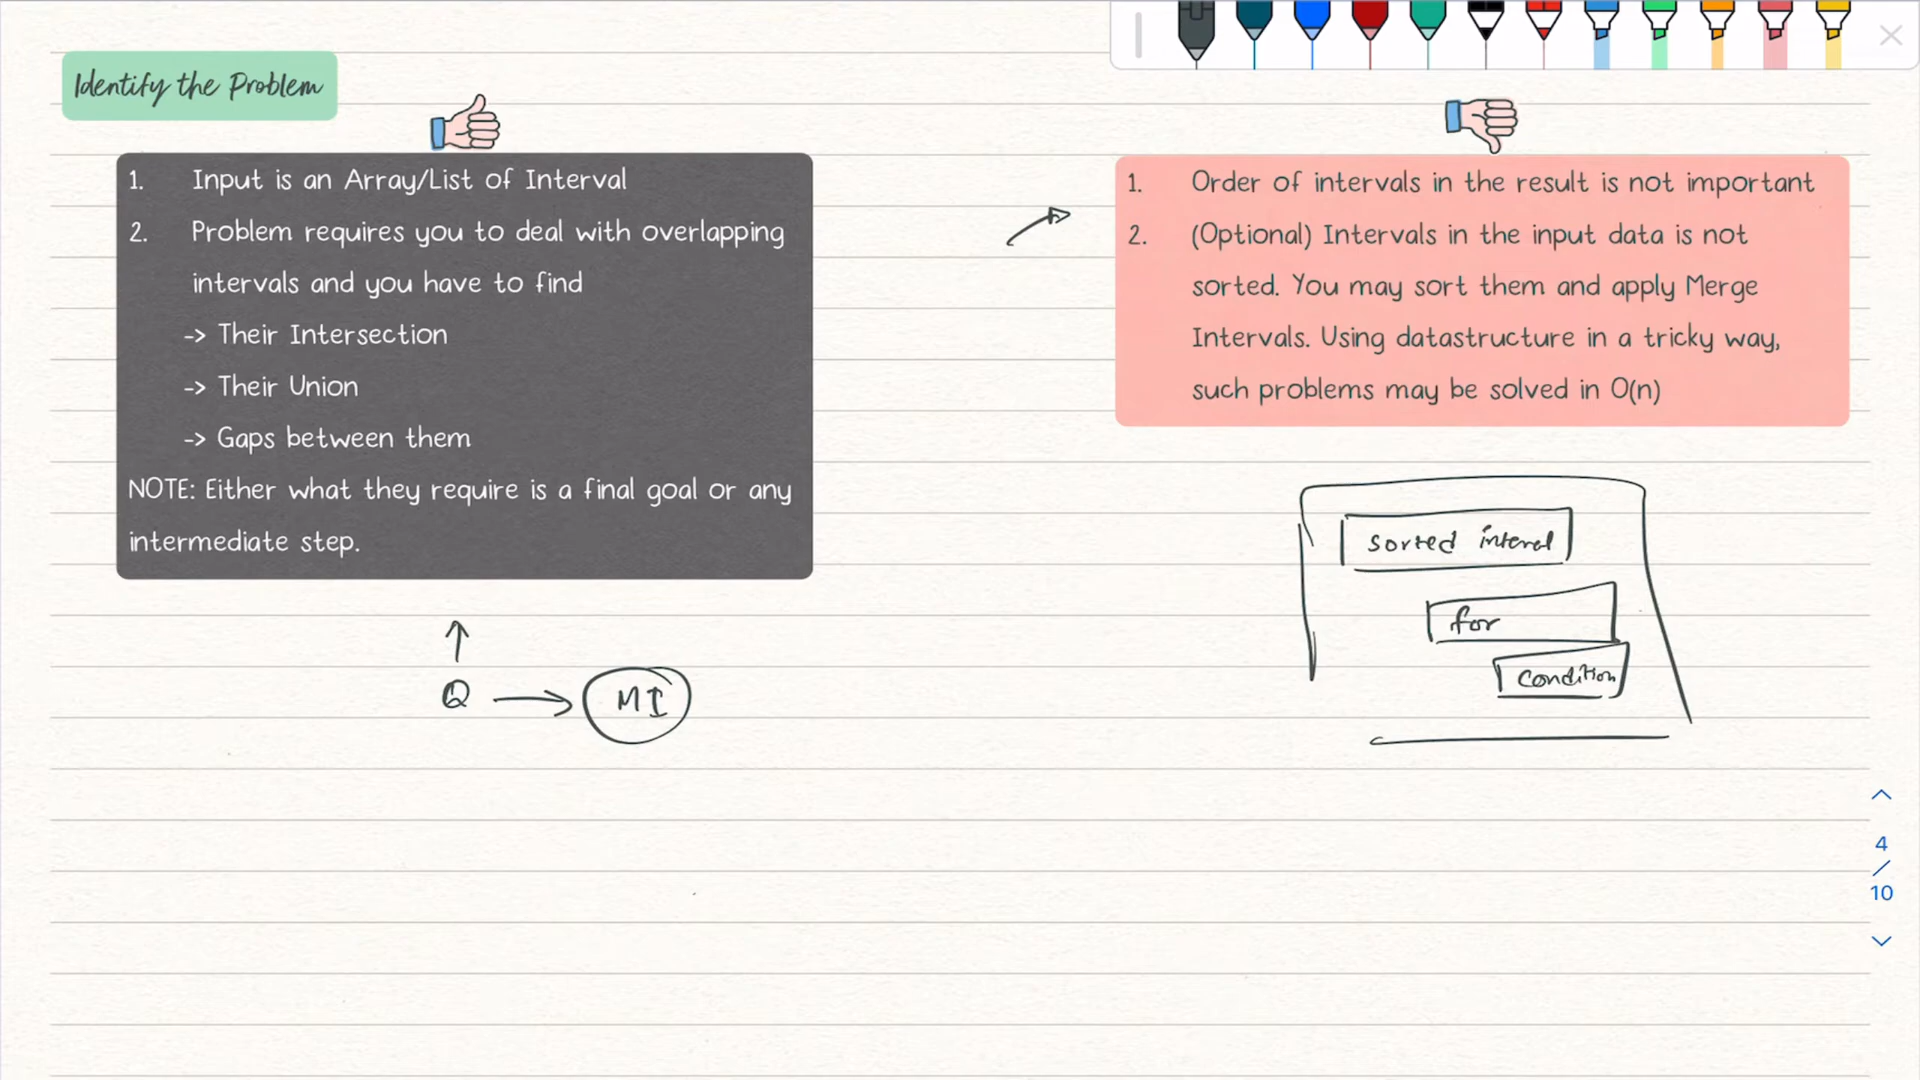 Identify the Problem
1. Input is an Array/List of Interval
2. Problem requires you to deal with overlapping
intervals and you have to find
-> Their Intersection
-> Their Union
-> Gaps between them
NOTE: Either what they require is a final goal or any
intermediate step.
Q
MI
1. Order of intervals in the result is not important
2. (Optional) Intervals in the input data is not
sorted. You may sort them and apply Merge
Intervals. Using datastructure in a tricky way,
such problems may be solved in O(n)
sorted interval
for
condition
4
/
10